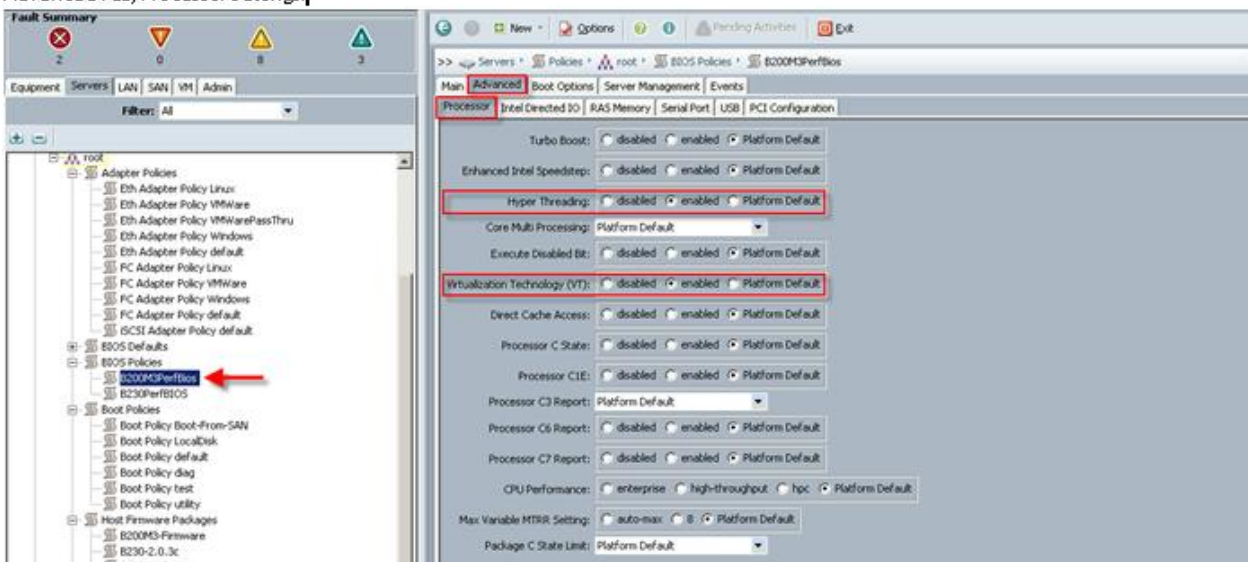 Fault Summary
2 0 8 3
Equipment Servers LAN SAN VM Admin
Filter: All
root
Adapter Policies
Eth Adapter Policy Linux
Eth Adapter Policy VMWare
Eth Adapter Policy VMWarePassThru
Eth Adapter Policy Windows
Eth Adapter Policy default
FC Adapter Policy Linux
FC Adapter Policy VMWare
FC Adapter Policy Windows
FC Adapter Policy default
iSCSI Adapter Policy default
BIOS Defaults
BIOS Policies
B200M3PerfBios
B230PerfBIOS
Boot Policies
Boot Policy Boot-From-SAN
Boot Policy LocalDisk
Boot Policy default
Boot Policy diag
Boot Policy test
Boot Policy utility
Host Firmware Packages
B200M3-Firmware
B230-2.0.3c
New Options Pending Activities Exit
>> Servers Policies root BIOS Policies B200M3PerfBios
Main Advanced Boot Options Server Management Events
Processor Intel Directed IO RAS Memory Serial Port USB PCI Configuration
Turbo Boost: disabled enabled Platform Default
Enhanced Intel Speedstep: disabled enabled Platform Default
Hyper Threading: disabled enabled Platform Default
Core Multi Processing: Platform Default
Execute Disabled Bit: disabled enabled Platform Default
Virtualization Technology (VT): disabled enabled Platform Default
Direct Cache Access: disabled enabled Platform Default
Processor C State: disabled enabled Platform Default
Processor C1E: disabled enabled Platform Default
Processor C3 Report: Platform Default
Processor C6 Report: disabled enabled Platform Default
Processor C7 Report: disabled enabled Platform Default
CPU Performance: enterprise high-throughput hpc Platform Default
Max Variable MTRR Setting: auto-max 8 Platform Default
Package C State Limit: Platform Default